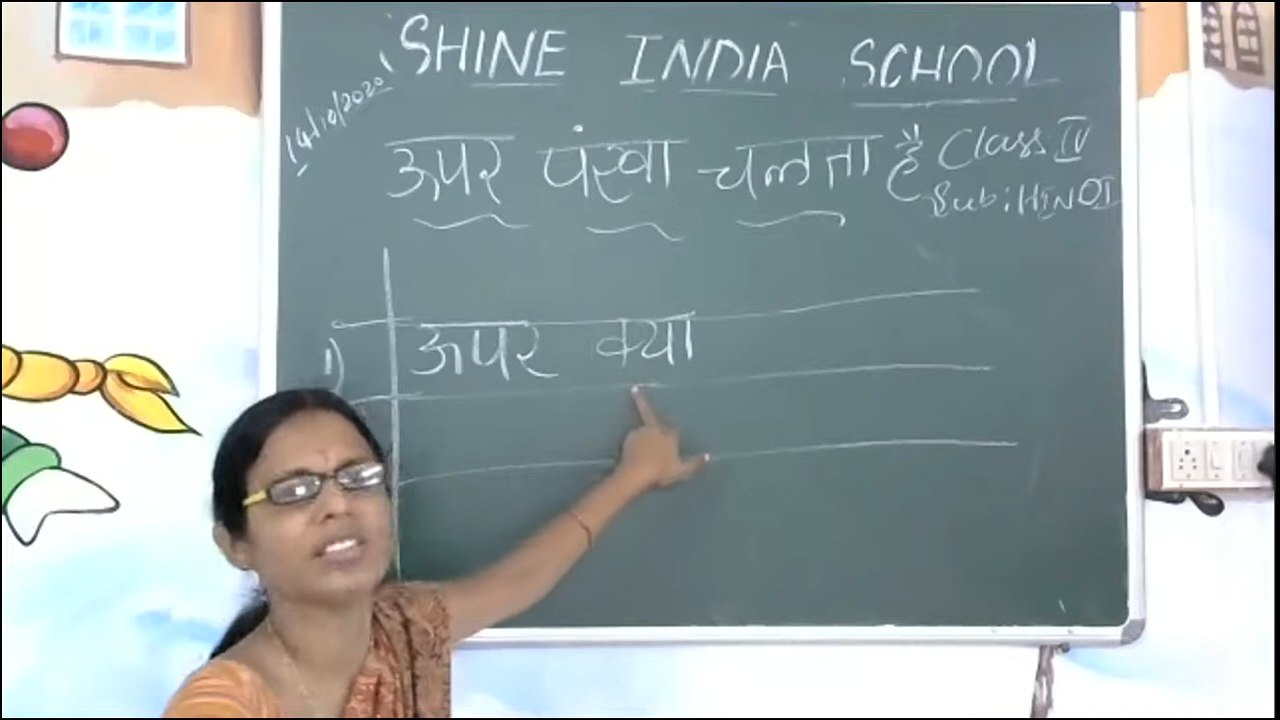 SHINE INDIA SCHOOL
14/10/2020
ऊपर पंखा चलता है
Class IV
Sub: HINDI
1) ऊपर क्या